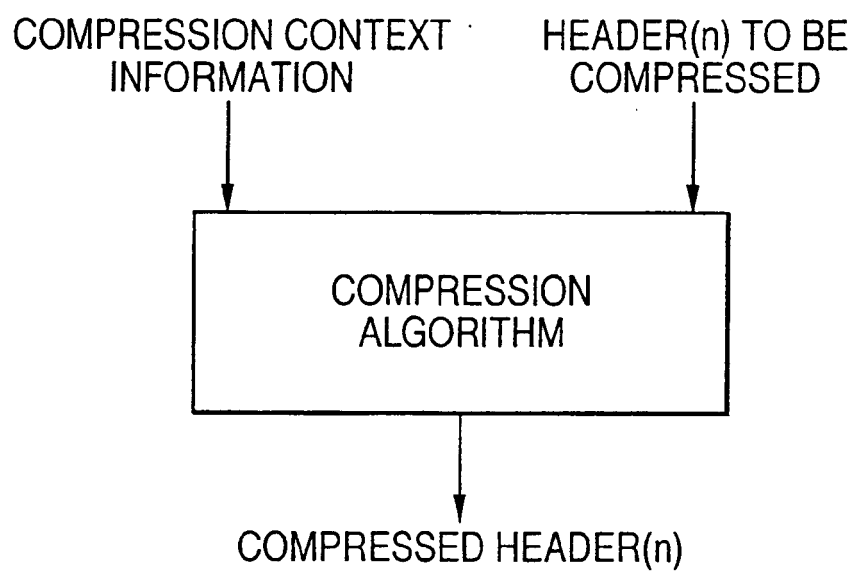 COMPRESSION CONTEXT
INFORMATION
HEADER(n) TO BE
COMPRESSED
COMPRESSION
ALGORITHM
COMPRESSED HEADER(n)